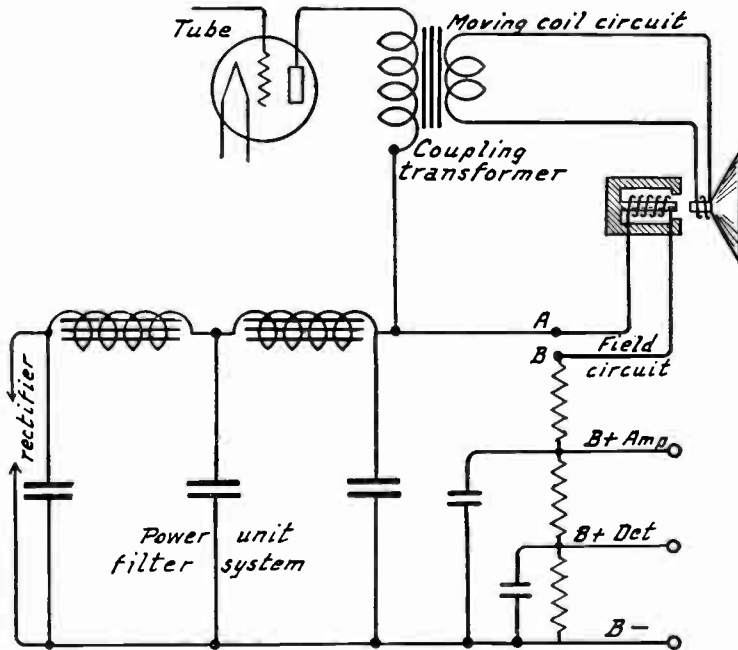 Tube
Moving coil circuit
Coupling
transformer
A
B
Field
circuit
rectifier
B+ Amp
Power unit
filter system
B+ Det
B-